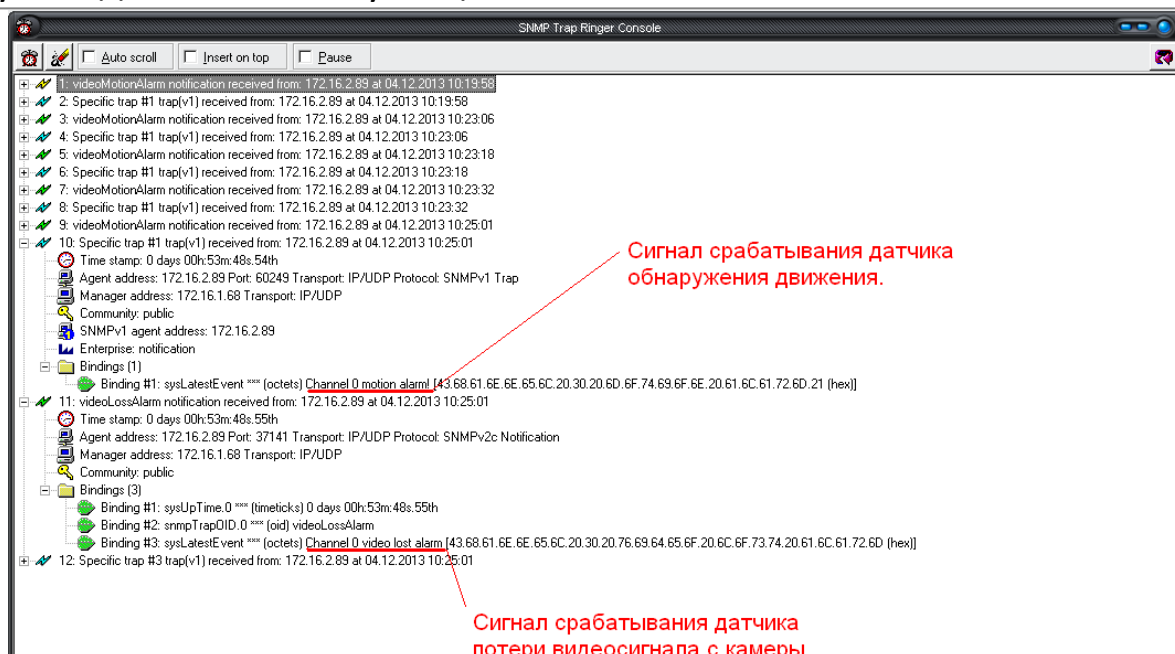 SNMP Trap Ringer Console
Auto scroll Insert on top Pause
1: videoMotionAlarm notification received from: 172.16.2.89 at 04.12.2013 10:19:58
2: Specific trap #1 trap(v1) received from: 172.16.2.89 at 04.12.2013 10:19:58
3: videoMotionAlarm notification received from: 172.16.2.89 at 04.12.2013 10:23:06
4: Specific trap #1 trap(v1) received from: 172.16.2.89 at 04.12.2013 10:23:06
5: videoMotionAlarm notification received from: 172.16.2.89 at 04.12.2013 10:23:18
6: Specific trap #1 trap(v1) received from: 172.16.2.89 at 04.12.2013 10:23:18
7: videoMotionAlarm notification received from: 172.16.2.89 at 04.12.2013 10:23:32
8: Specific trap #1 trap(v1) received from: 172.16.2.89 at 04.12.2013 10:23:32
9: videoMotionAlarm notification received from: 172.16.2.89 at 04.12.2013 10:25:01
10: Specific trap #1 trap(v1) received from: 172.16.2.89 at 04.12.2013 10:25:01
Time stamp: 0 days 00h:53m:48s.54th
Agent address: 172.16.2.89 Port: 60249 Transport: IP/UDP Protocol: SNMPv1 Trap
Manager address: 172.16.1.68 Transport: IP/UDP
Community: public
SNMPv1 agent address: 172.16.2.89
Enterprise: notification
Bindings (1)
Binding #1: sysLatestEvent *** (octets) Channel 0 motion alarm! [43.68.61.6E.6E.65.6C.20.30.20.6D.6F.74.69.6F.6E.20.61.6C.61.72.6D.21 (hex)]
Сигнал срабатывания датчика
обнаружения движения.
11: videoLossAlarm notification received from: 172.16.2.89 at 04.12.2013 10:25:01
Time stamp: 0 days 00h:53m:48s.55th
Agent address: 172.16.2.89 Port: 37141 Transport: IP/UDP Protocol: SNMPv2c Notification
Manager address: 172.16.1.68 Transport: IP/UDP
Community: public
Bindings (3)
Binding #1: sysUpTime.0 *** (timeticks) 0 days 00h:53m:48s.55th
Binding #2: snmpTrapOID.0 *** (oid) videoLossAlarm
Binding #3: sysLatestEvent *** (octets) Channel 0 video lost alarm [43.68.61.6E.6E.65.6C.20.30.20.76.69.64.65.6F.20.6C.6F.73.74.20.61.6C.61.72.6D (hex)]
12: Specific trap #3 trap(v1) received from: 172.16.2.89 at 04.12.2013 10:25:01
Сигнал срабатывания датчика
потери видеосигнала с камеры